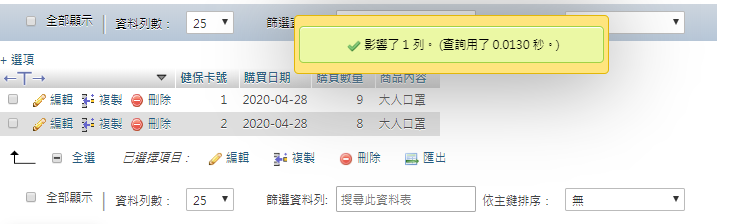 全部顯示 資料列數： 25 篩選資
影響了 1 列。 (查詢用了 0.0130 秒。)
+ 選項
←T→ 健保卡號 購買日期 購買數量 商品內容
編輯 複製 刪除 1 2020-04-28 9 大人口罩
編輯 複製 刪除 2 2020-04-28 8 大人口罩
全選 已選擇項目： 編輯 複製 刪除 匯出
全部顯示 資料列數： 25 篩選資料列: 搜尋此資料表 依主鍵排序： 無